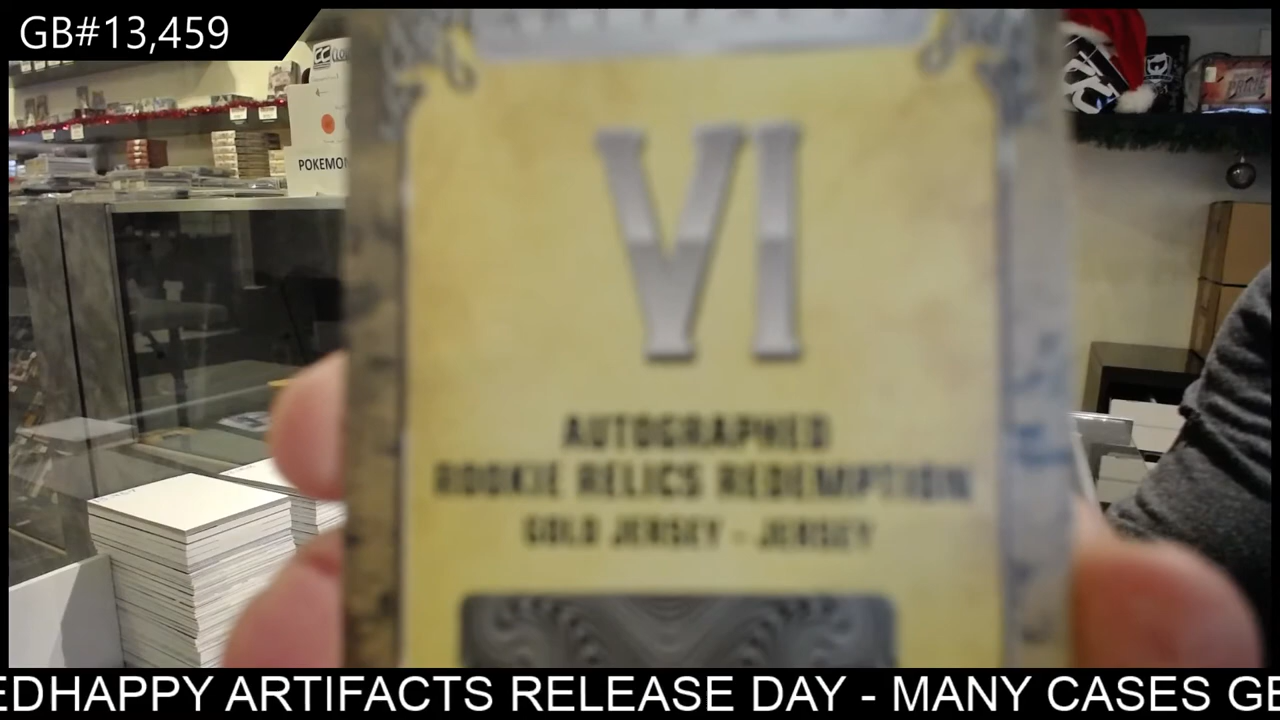 GB#13,459
POKEMON
VI
AUTOGRAPHED
ROOKIE RELICS REDEMPTION
GOLD JERSEY - JERSEY
EDHAPPY ARTIFACTS RELEASE DAY - MANY CASES GE